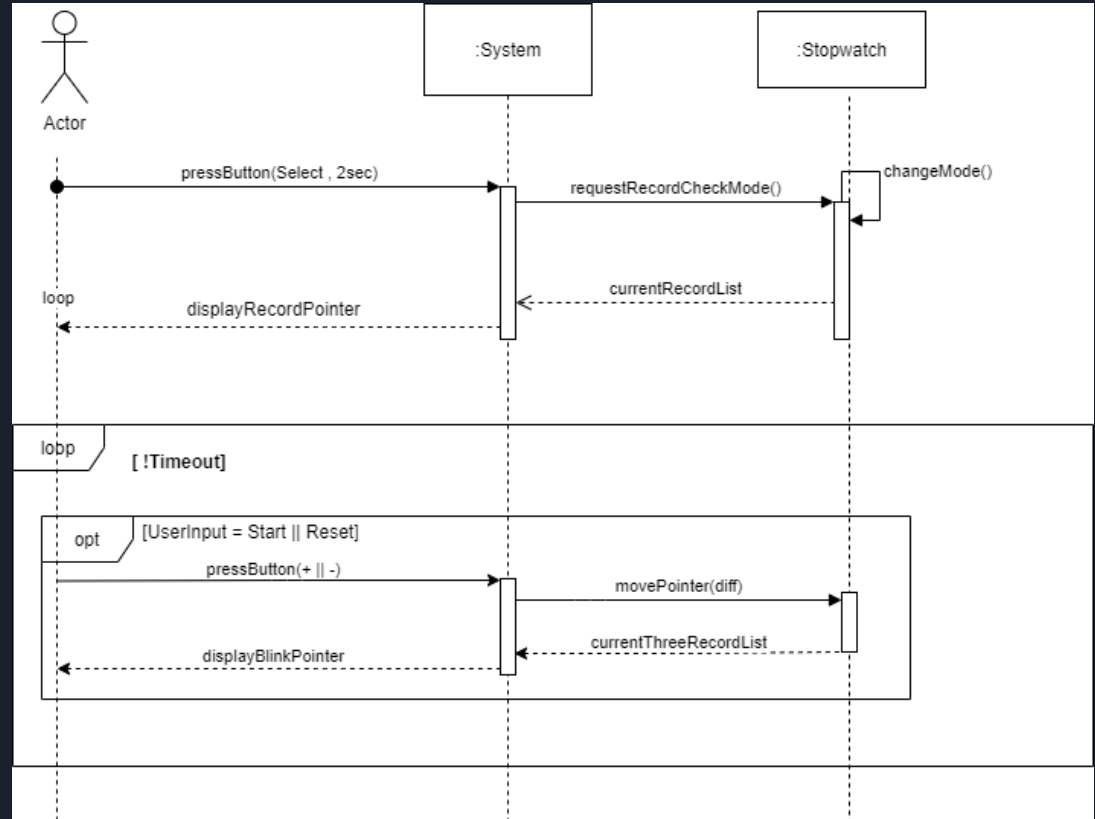 :System
:Stopwatch
Actor
pressButton(Select , 2sec)
changeMode()
requestRecordCheckMode()
currentRecordList
loop
displayRecordPointer
loop
[ !Timeout]
opt
[UserInput = Start || Reset]
pressButton(+ || -)
movePointer(diff)
currentThreeRecordList
displayBlinkPointer